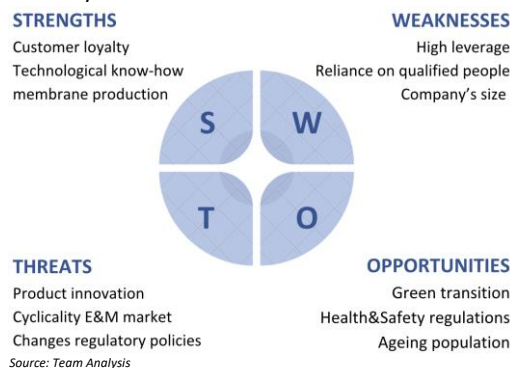 STRENGTHS
Customer loyalty
Technological know-how
membrane production
WEAKNESSES
High leverage
Reliance on qualified people
Company's size
S
W
T
O
THREATS
Product innovation
Cyclicality E&M market
Changes regulatory policies
OPPORTUNITIES
Green transition
Health&Safety regulations
Ageing population
Source: Team Analysis